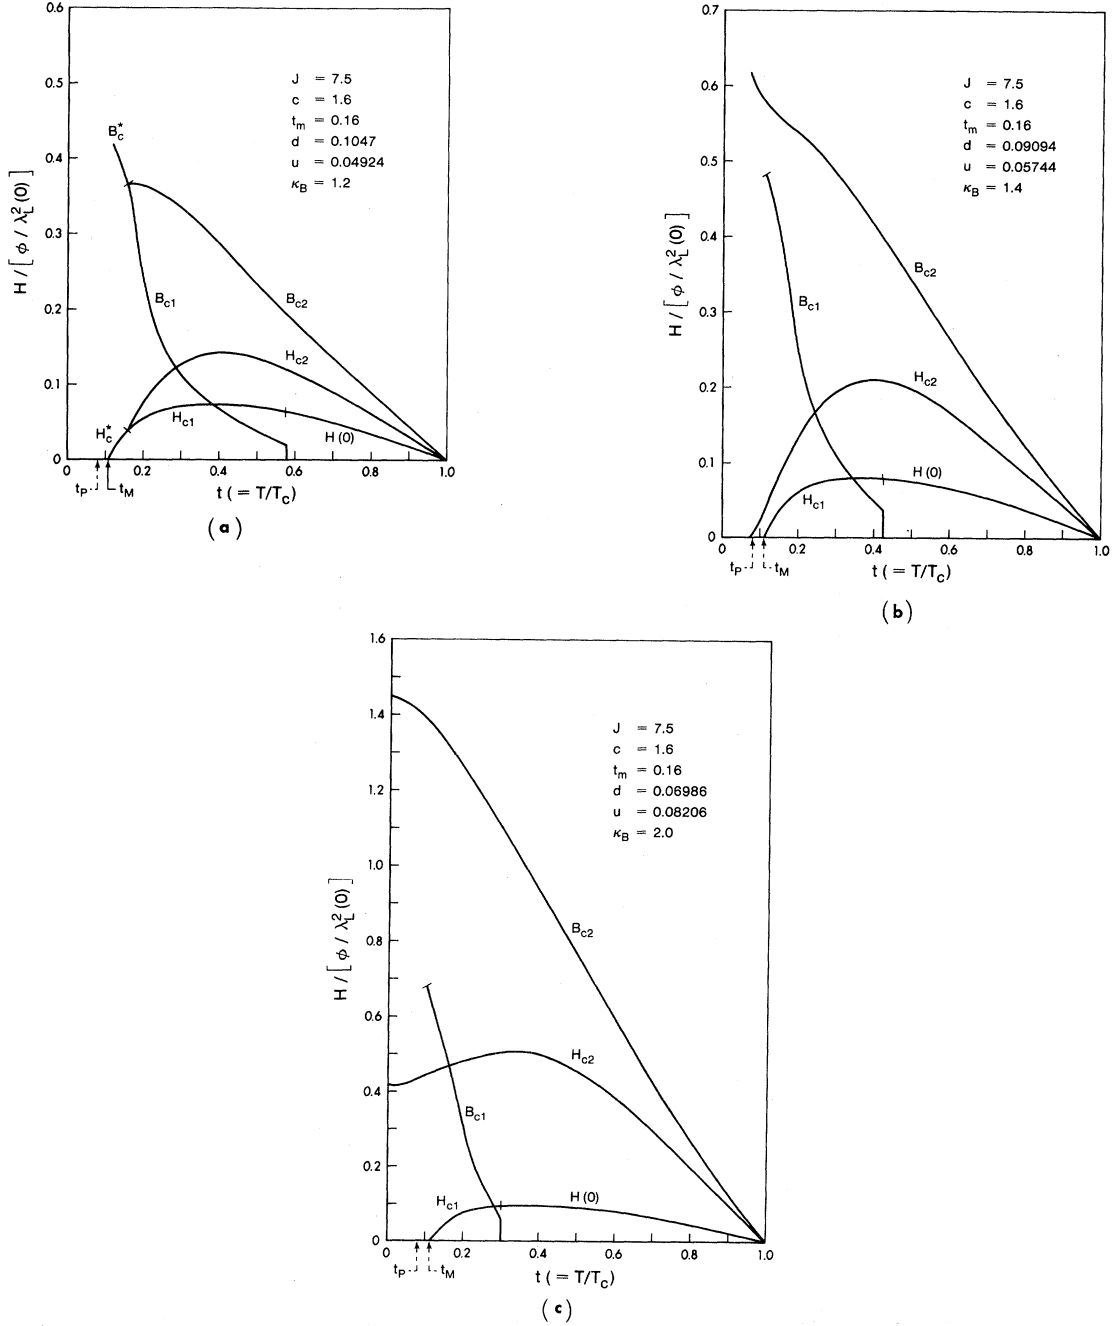 0.6
0.5
0.4
0.3
0.2
0.1
0
H / [ ϕ / λ_L^2 (0) ]
J = 7.5
c = 1.6
t_m = 0.16
d = 0.1047
u = 0.04924
κ_B = 1.2
B_c^*
B_c1
B_c2
H_c2
H_c^*
H_c1
H (0)
0 0.2 0.4 0.6 0.8 1.0
t_P t_M
t ( = T/T_c)
( a )
0.7
0.6
0.5
0.4
0.3
0.2
0.1
0
H / [ ϕ / λ_L^2 (0) ]
J = 7.5
c = 1.6
t_m = 0.16
d = 0.09094
u = 0.05744
κ_B = 1.4
B_c2
B_c1
H_c2
H (0)
H_c1
0 0.2 0.4 0.6 0.8 1.0
t_P t_M
t ( = T/T_c)
( b )
1.6
1.4
1.2
1.0
0.8
0.6
0.4
0.2
0
H / [ ϕ / λ_L^2 (0) ]
J = 7.5
c = 1.6
t_m = 0.16
d = 0.06986
u = 0.08206
κ_B = 2.0
B_c2
H_c2
B_c1
H_c1
H (0)
0 0.2 0.4 0.6 0.8 1.0
t_P t_M
t ( = T/T_c)
( c )